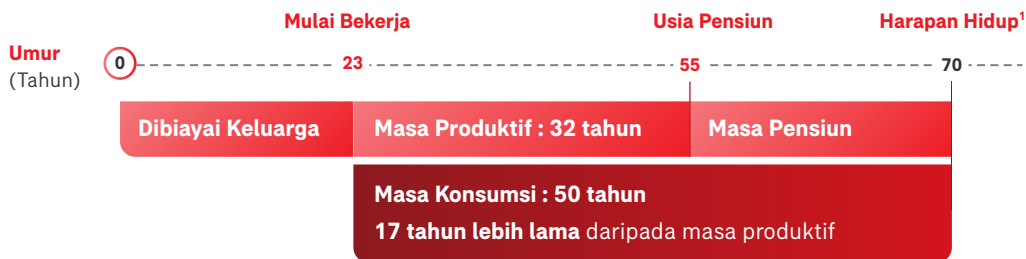 Mulai Bekerja Usia Pensiun Harapan Hidup¹
Umur
(Tahun)
0 23 55 70
Dibiayai Keluarga Masa Produktif : 32 tahun Masa Pensiun
Masa Konsumsi : 50 tahun
17 tahun lebih lama daripada masa produktif